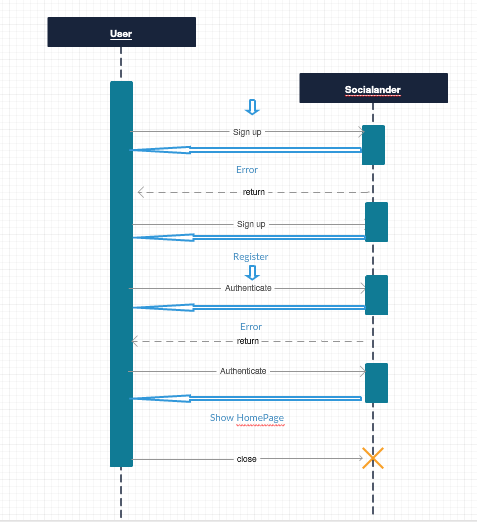 User
Socialander
Sign up
Error
return
Sign up
Register
Authenticate
Error
return
Authenticate
Show HomePage
close